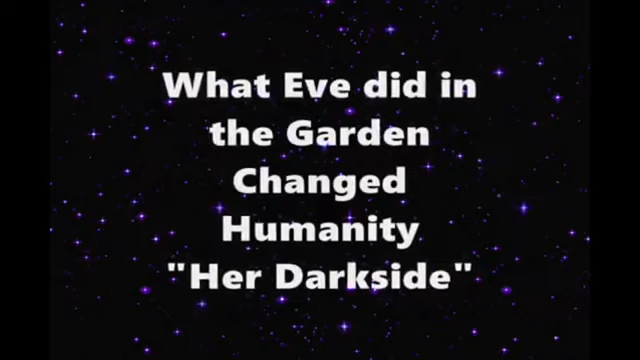 What Eve did in
the Garden
Changed
Humanity
"Her Darkside"